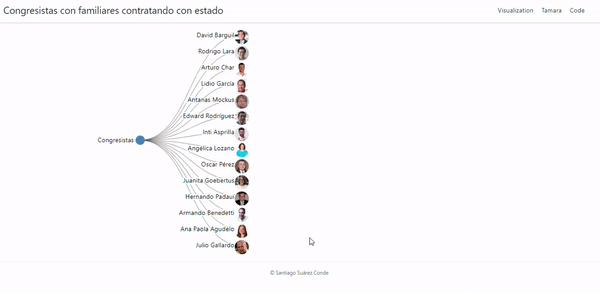 Congresistas con familiares contratando con estado
Visualization Tamara Code
David Barguil
Rodrigo Lara
Arturo Char
Lidio García
Antanas Mockus
Edward Rodríguez
Inti Asprilla
Congresistas
Angélica Lozano
Oscar Pérez
Juanita Goebertus
Hernando Padaui
Armando Benedetti
Ana Paola Agudelo
Julio Gallardo
© Santiago Suárez Conde